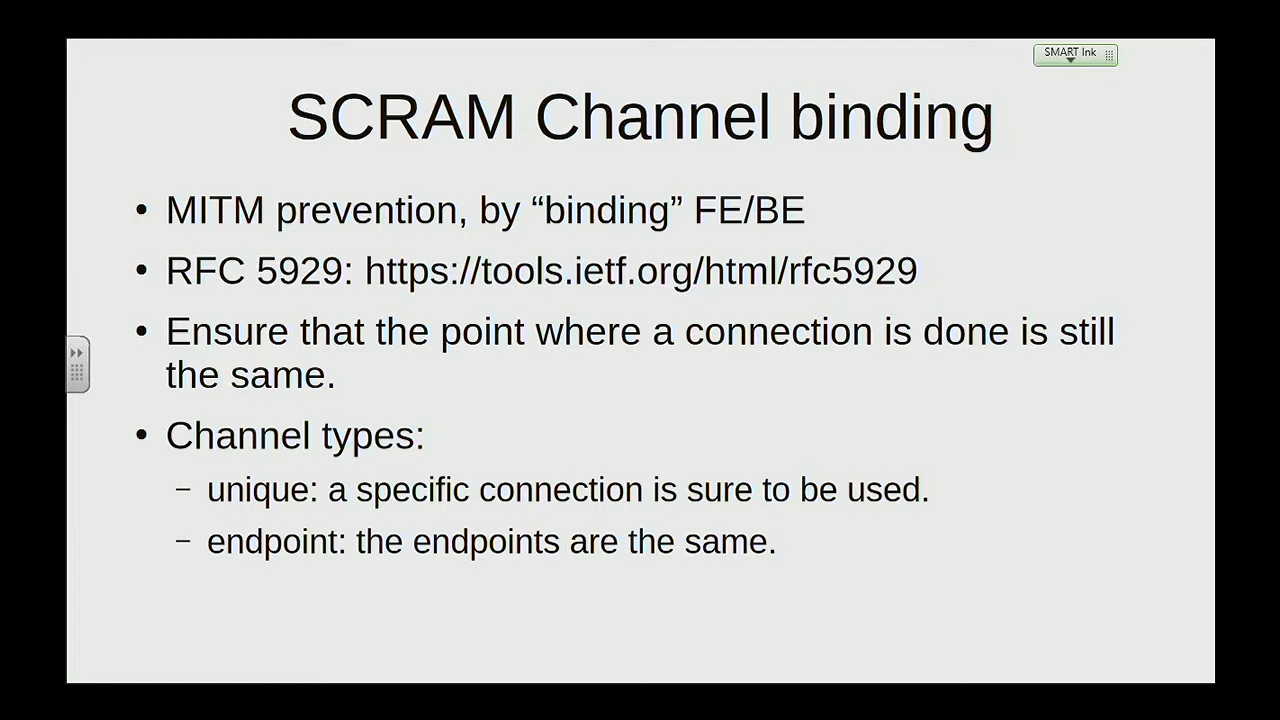 SMART Ink
SCRAM Channel binding
• MITM prevention, by “binding” FE/BE
• RFC 5929: https://tools.ietf.org/html/rfc5929
• Ensure that the point where a connection is done is still
the same.
• Channel types:
– unique: a specific connection is sure to be used.
– endpoint: the endpoints are the same.